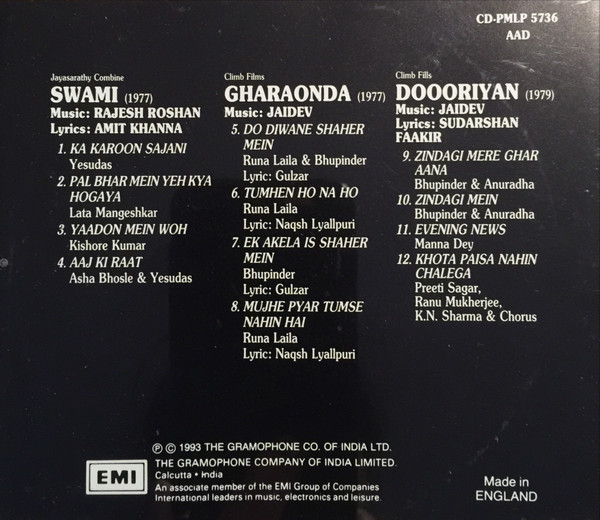 CD-PMLP 5736
AAD
Jayasarathy Combine
SWAMI (1977)
Music: RAJESH ROSHAN
Lyrics: AMIT KHANNA
1. KA KAROON SAJANI
Yesudas
2. PAL BHAR MEIN YEH KYA
HOGAYA
Lata Mangeshkar
3. YAADON MEIN WOH
Kishore Kumar
4. AAJ KI RAAT
Asha Bhosle & Yesudas
Climb Films
GHARAONDA (1977)
Music: JAIDEV
5. DO DIWANE SHAHER
MEIN
Runa Laila & Bhupinder
Lyric: Gulzar
6. TUMHEN HO NA HO
Runa Laila
Lyric: Naqsh Lyallpuri
7. EK AKELA IS SHAHER
MEIN
Bhupinder
Lyric: Gulzar
8. MUJHE PYAR TUMSE
NAHIN HAI
Runa Laila
Lyric: Naqsh Lyallpuri
Climb Fills
DOOORIYAN (1979)
Music: JAIDEV
Lyrics: SUDARSHAN
FAAKIR
9. ZINDAGI MERE GHAR
AANA
Bhupinder & Anuradha
10. ZINDAGI MEIN
Bhupinder & Anuradha
11. EVENING NEWS
Manna Dey
12. KHOTA PAISA NAHIN
CHALEGA
Preeti Sagar,
Ranu Mukherjee,
K.N. Sharma & Chorus
℗ © 1993 THE GRAMOPHONE CO. OF INDIA LTD.
EMI
THE GRAMOPHONE COMPANY OF INDIA LIMITED.
Calcutta • India
An associate member of the EMI Group of Companies
International leaders in music, electronics and leisure.
Made in
ENGLAND